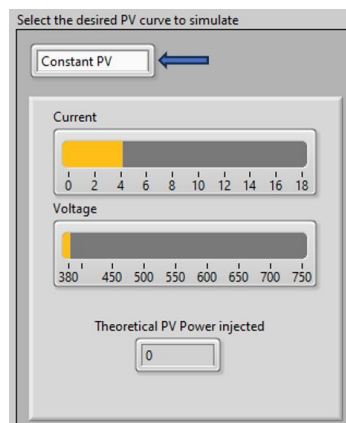 Select the desired PV curve to simulate
Constant PV
Current
0 2 4 6 8 10 12 14 16 18
Voltage
380 450 500 550 600 650 700 750
Theoretical PV Power injected
0